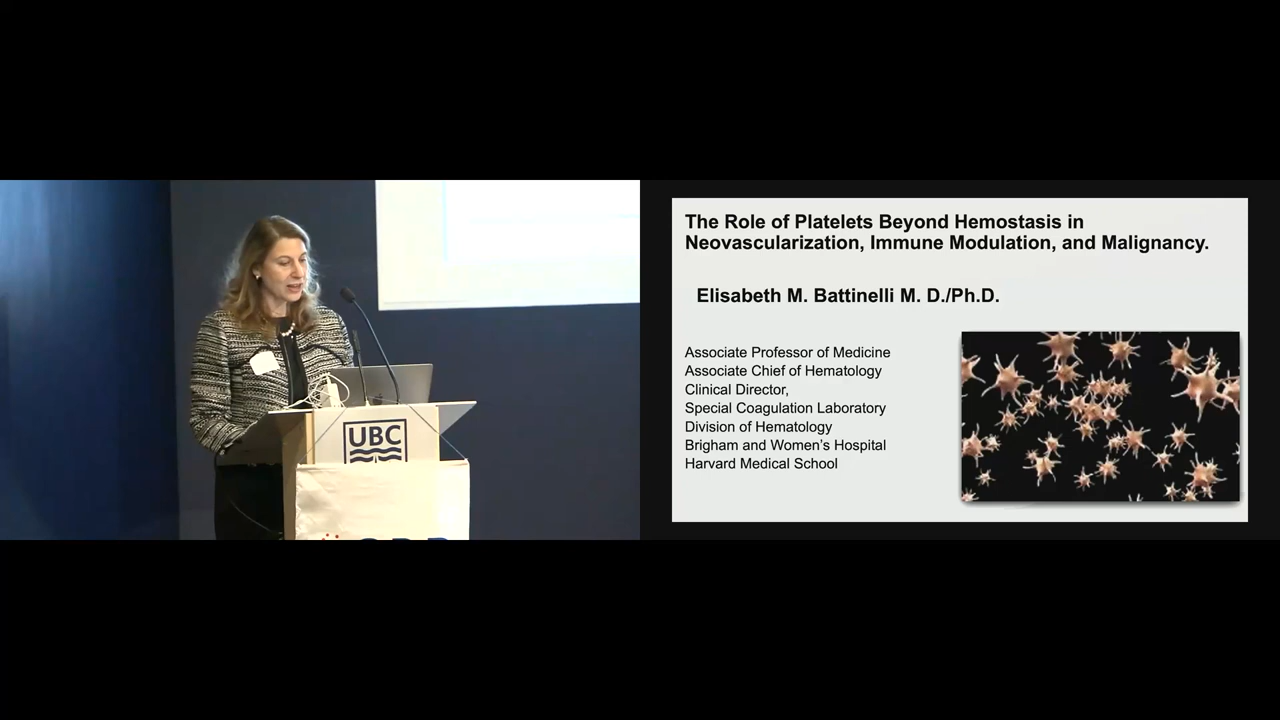 UBC
The Role of Platelets Beyond Hemostasis in
Neovascularization, Immune Modulation, and Malignancy.
Elisabeth M. Battinelli M. D./Ph.D.
Associate Professor of Medicine
Associate Chief of Hematology
Clinical Director,
Special Coagulation Laboratory
Division of Hematology
Brigham and Women’s Hospital
Harvard Medical School